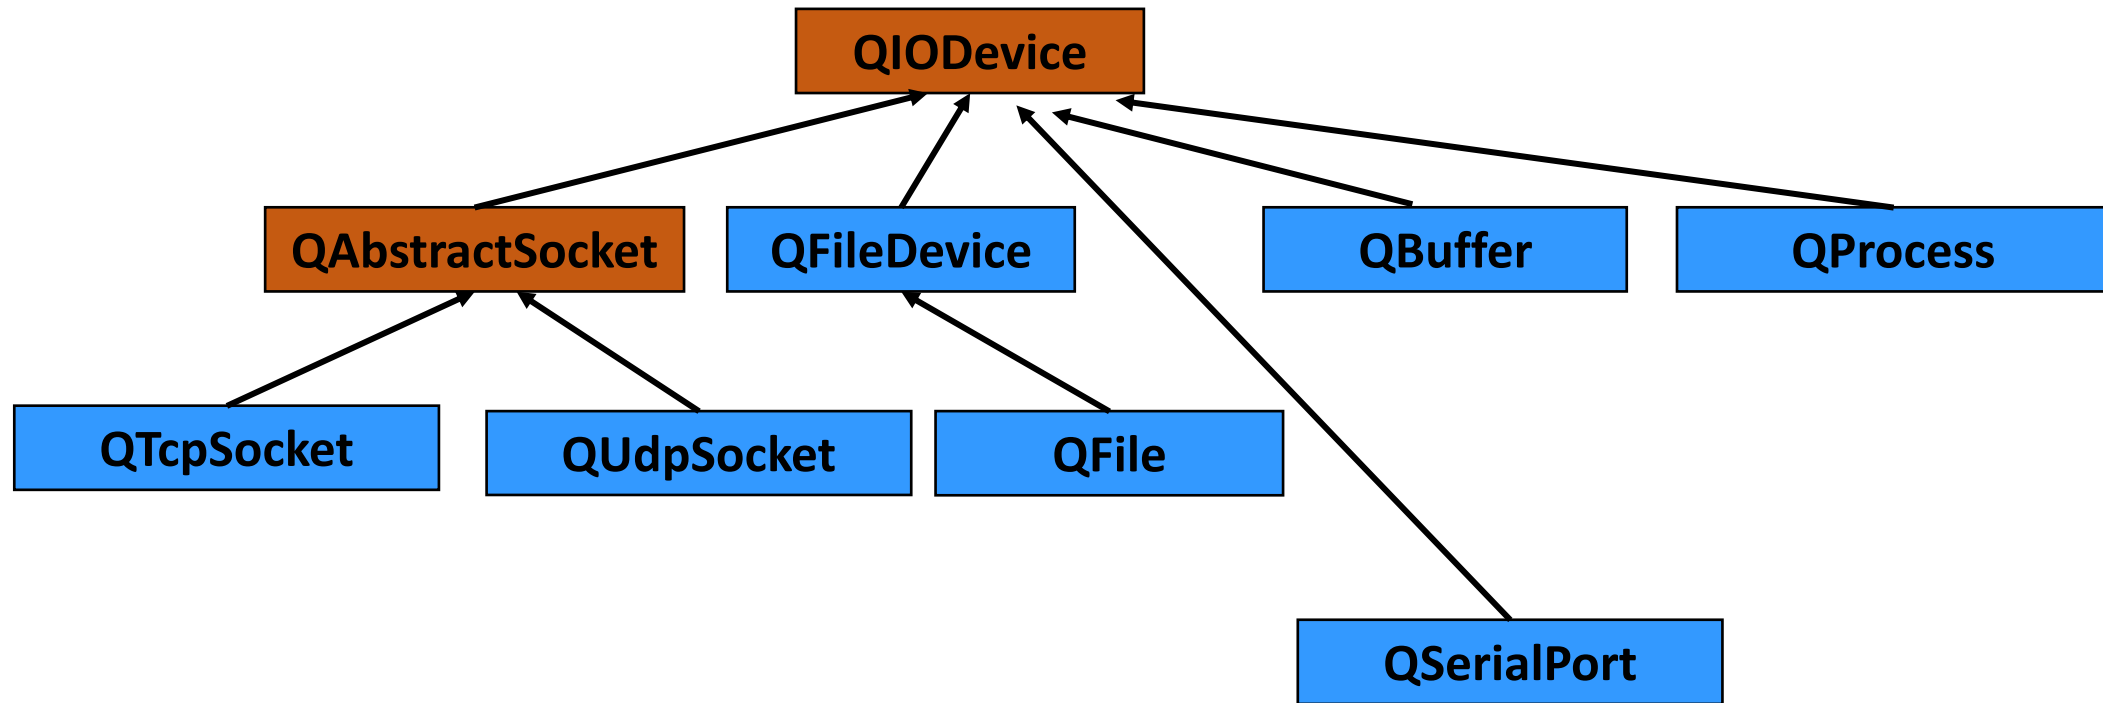 QIODevice
QAbstractSocket
QFileDevice
QBuffer
QProcess
QTcpSocket
QUdpSocket
QFile
QSerialPort